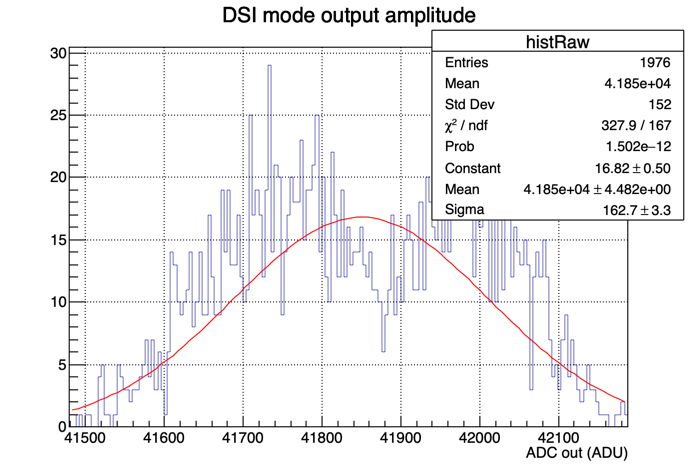 DSI mode output amplitude
histRaw
Entries 1976
Mean 4.185e+04
Std Dev 152
χ² / ndf 327.9 / 167
Prob 1.502e−12
Constant 16.82 ± 0.50
Mean 4.185e+04 ± 4.482e+00
Sigma 162.7 ± 3.3
30
25
20
15
10
5
0
41500 41600 41700 41800 41900 42000 42100
ADC out (ADU)